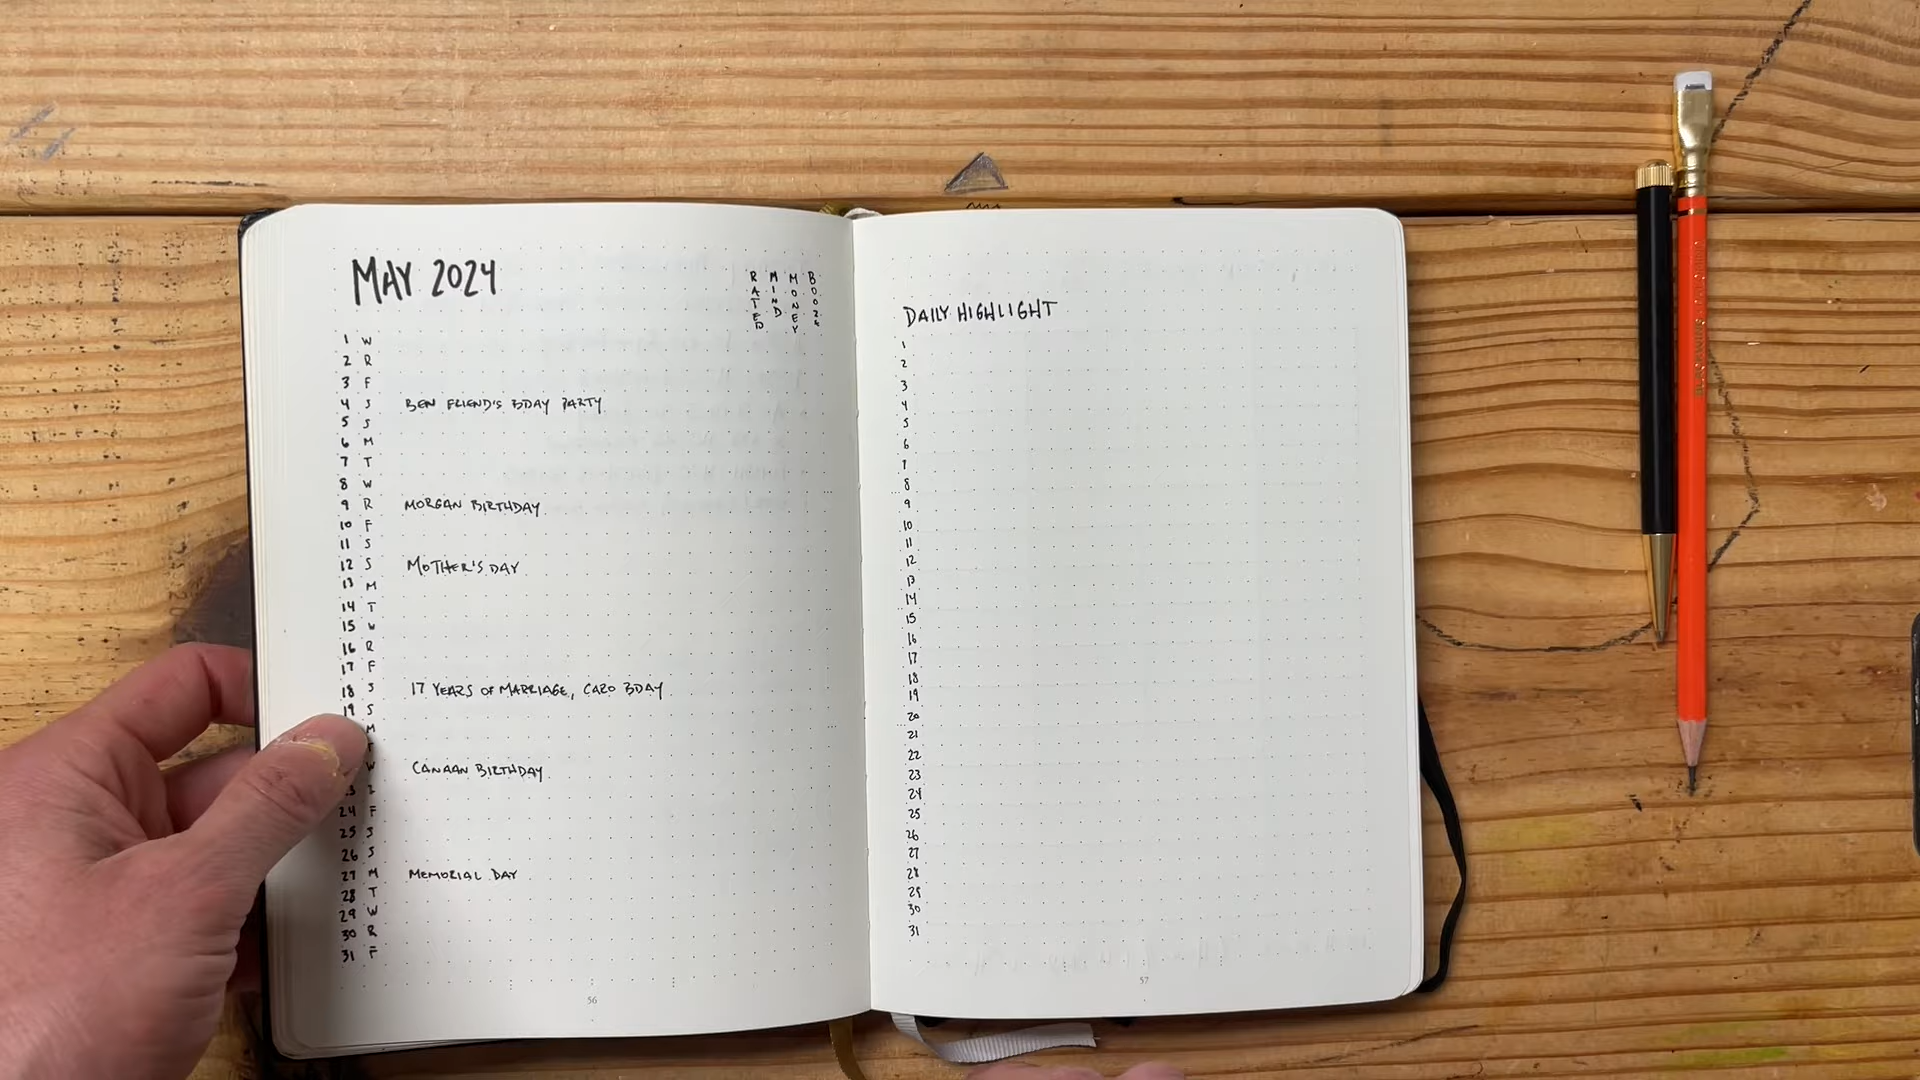 MAY 2024
RATED MIND MONEY BOOZE
1 W
2 R
3 F
4 S BEN FRIEND'S BDAY PARTY
5 S
6 M
7 T
8 W
9 R MORGAN BIRTHDAY
10 F
11 S
12 S MOTHER'S DAY
13 M
14 T
15 W
16 R
17 F
18 S 17 YEARS OF MARRIAGE, CARO BDAY
19 S
M
T
W CANAAN BIRTHDAY
24 F
25 S
26 S
27 M MEMORIAL DAY
28 T
29 W
30 R
31 F
56
DAILY HIGHLIGHT
1
2
3
4
5
6
7
8
9
10
11
12
13
14
15
16
17
18
19
20
21
22
23
24
25
26
27
28
29
30
31
57